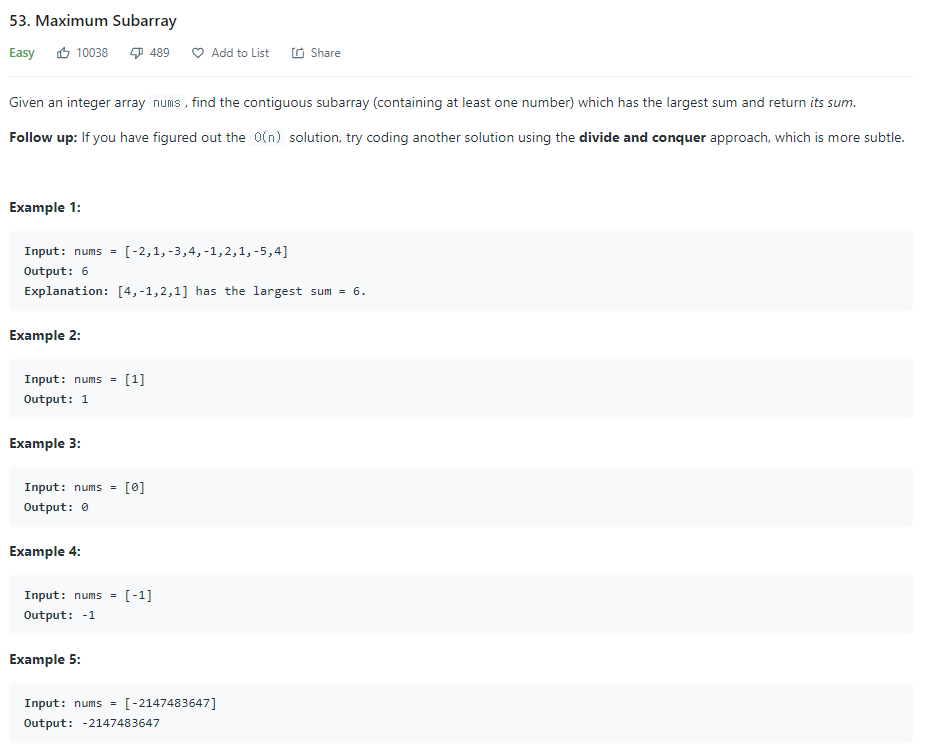 53. Maximum Subarray
Easy 10038 489 Add to List Share
Given an integer array nums , find the contiguous subarray (containing at least one number) which has the largest sum and return its sum.
Follow up: If you have figured out the O(n) solution, try coding another solution using the divide and conquer approach, which is more subtle.
Example 1:
Input: nums = [-2,1,-3,4,-1,2,1,-5,4]
Output: 6
Explanation: [4,-1,2,1] has the largest sum = 6.
Example 2:
Input: nums = [1]
Output: 1
Example 3:
Input: nums = [0]
Output: 0
Example 4:
Input: nums = [-1]
Output: -1
Example 5:
Input: nums = [-2147483647]
Output: -2147483647